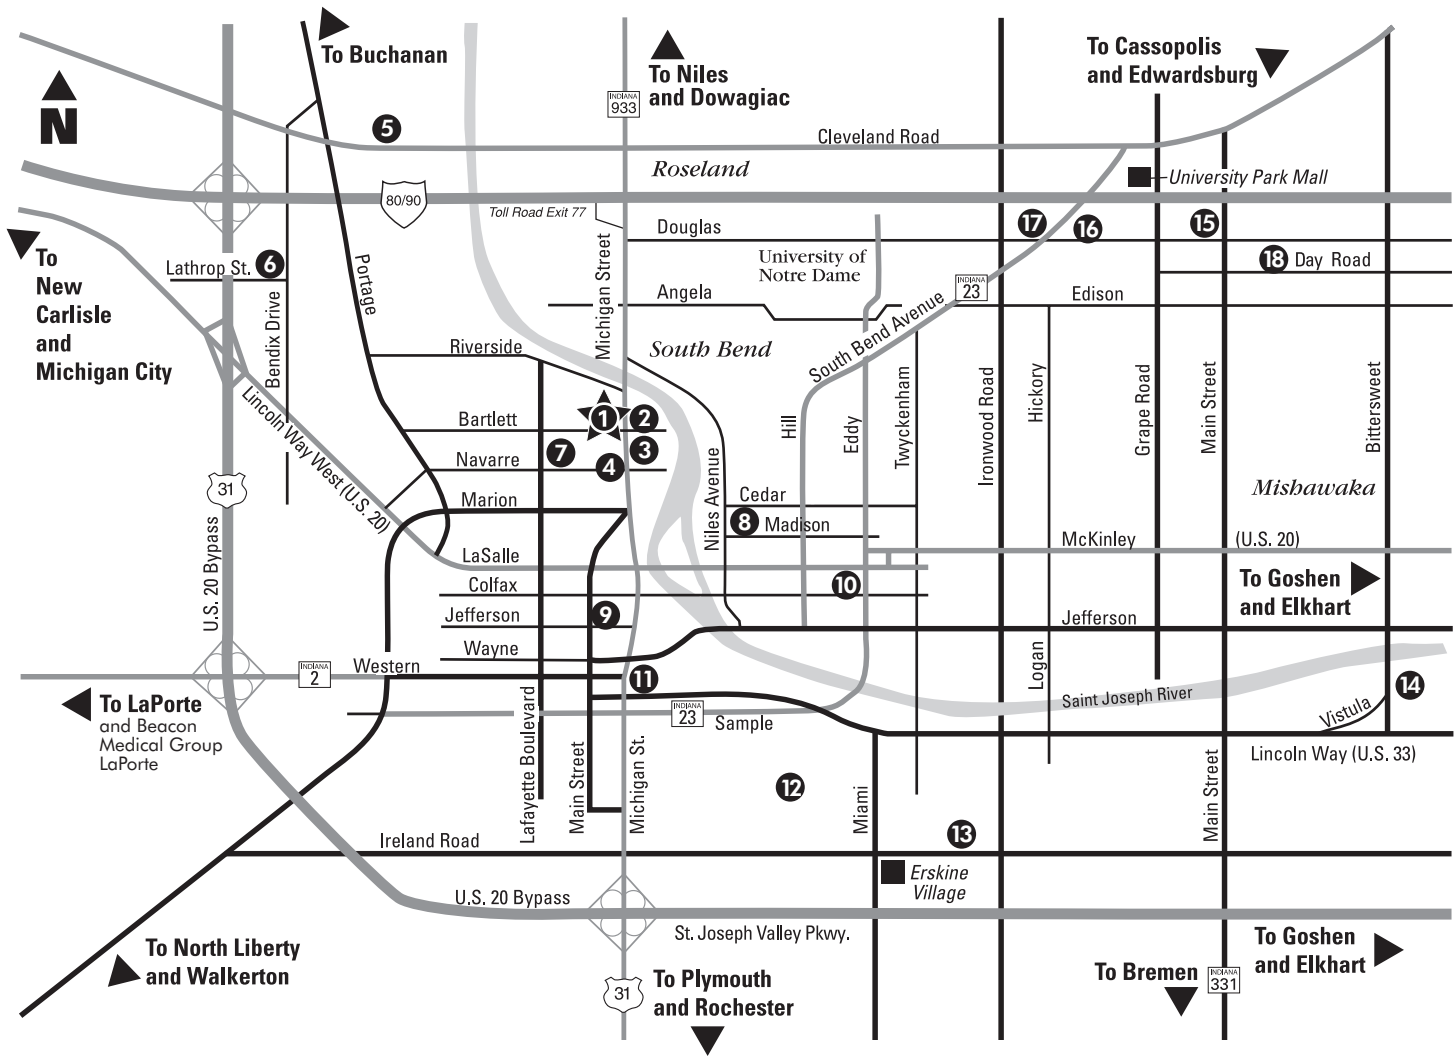 To Buchanan
To Niles
and Dowagiac
To Cassopolis
and Edwardsburg
N
INDIANA
933
5
Cleveland Road
Roseland
University Park Mall
80/90
Toll Road Exit 77
Douglas
17
16
15
To
New
Carlisle
and
Michigan City
Lathrop St.
6
Portage
Michigan Street
University of
Notre Dame
18
Day Road
Bendix Drive
Angela
INDIANA
23
Edison
South Bend Avenue
Riverside
South Bend
Lincoln Way West (U.S. 20)
Bartlett
1
2
Hill
Eddy
Twyckenham
Ironwood Road
Hickory
Grape Road
Main Street
Bittersweet
7
3
Navarre
4
31
Marion
Niles Avenue
Cedar
8
Madison
Mishawaka
U.S. 20 Bypass
LaSalle
McKinley
(U.S. 20)
Colfax
10
To Goshen
and Elkhart
Jefferson
9
Jefferson
Wayne
Western
INDIANA
2
11
Logan
Saint Joseph River
14
To LaPorte
and Beacon
Medical Group
LaPorte
Lafayette Boulevard
INDIANA
23
Sample
Vistula
Lincoln Way (U.S. 33)
Main Street
Michigan St.
12
Miami
Main Street
Ireland Road
13
Erskine
Village
U.S. 20 Bypass
St. Joseph Valley Pkwy.
To North Liberty
and Walkerton
31
To Plymouth
and Rochester
To Bremen
INDIANA
331
To Goshen
and Elkhart